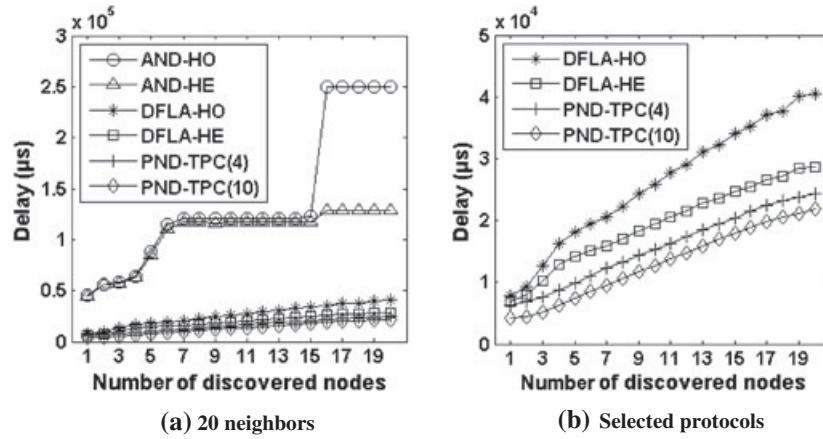 x 10⁵
3
2.5
2
1.5
1
0.5
0
Delay (µs)
AND-HO
AND-HE
DFLA-HO
DFLA-HE
PND-TPC(4)
PND-TPC(10)
1 3 5 7 9 11 13 15 17 19
Number of discovered nodes
(a) 20 neighbors
x 10⁴
5
4
3
2
1
0
Delay (µs)
DFLA-HO
DFLA-HE
PND-TPC(4)
PND-TPC(10)
1 3 5 7 9 11 13 15 17 19
Number of discovered nodes
(b) Selected protocols